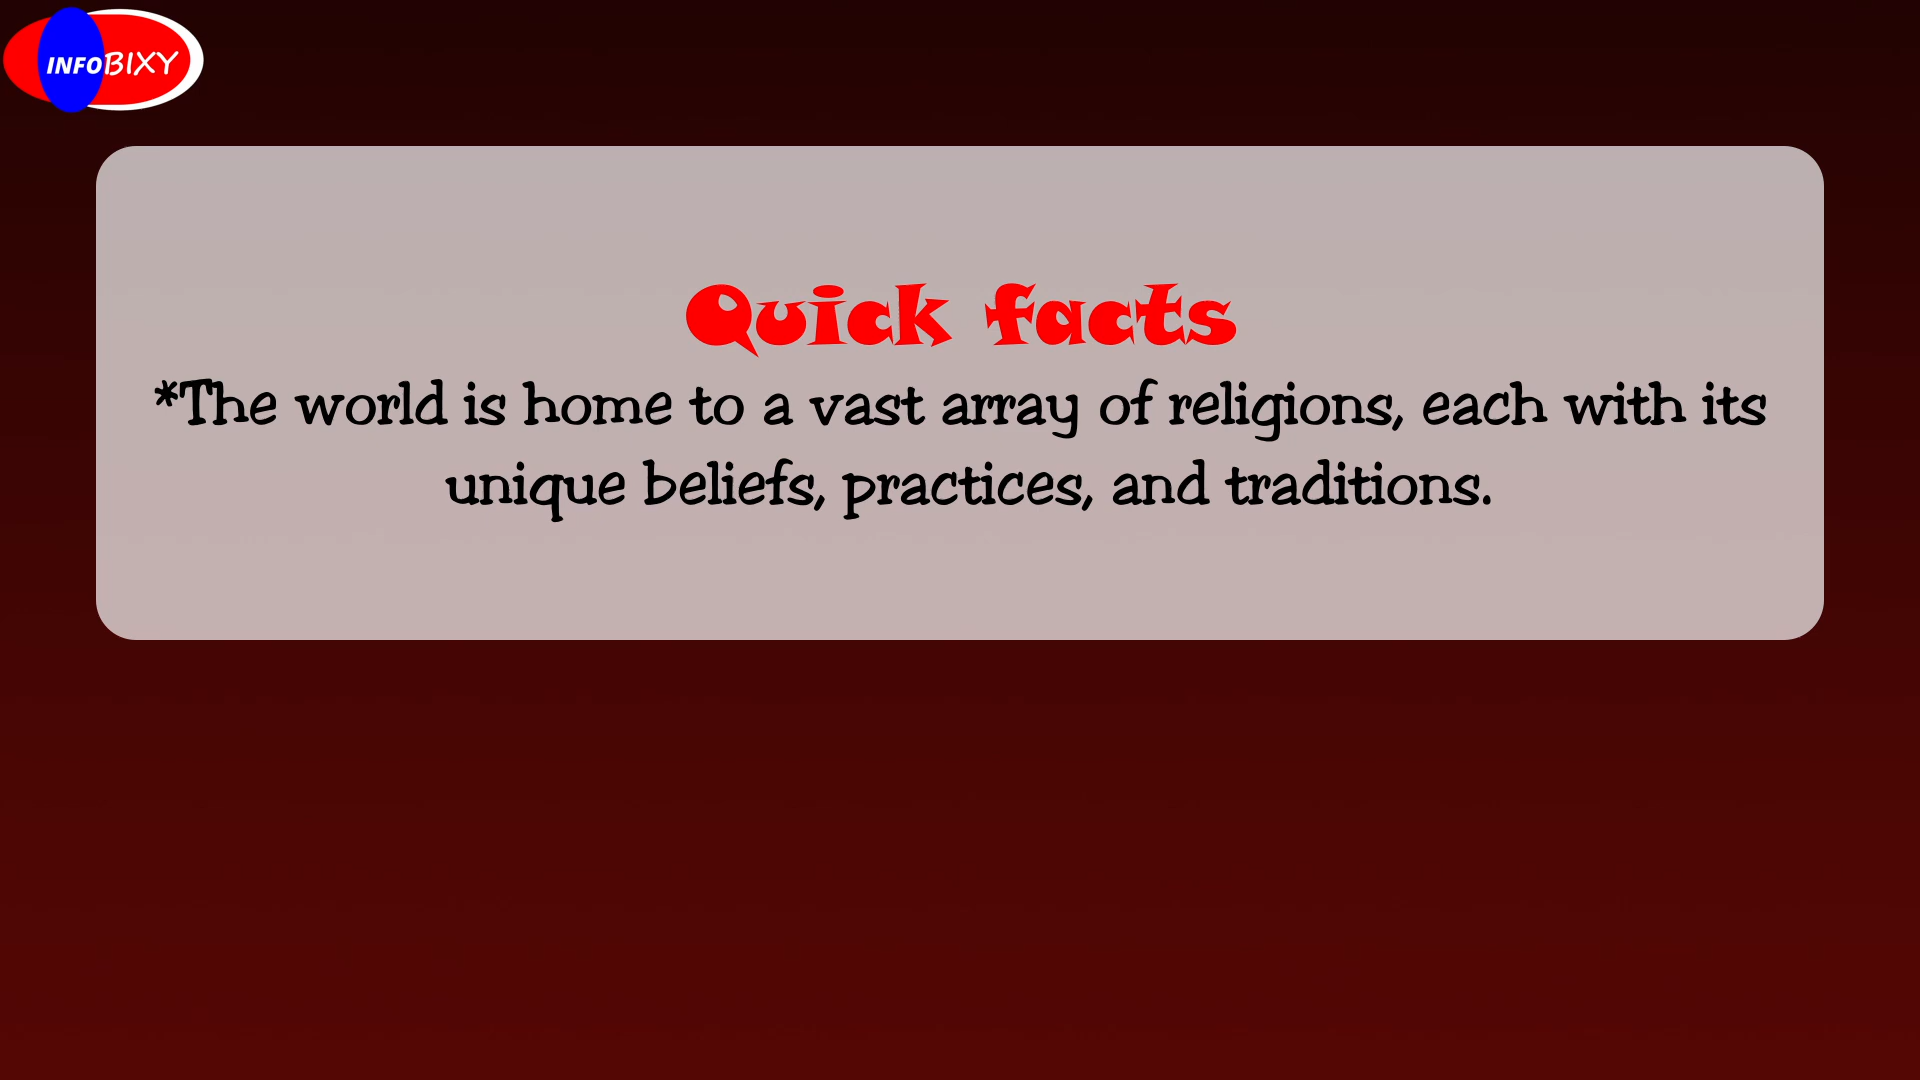 INFOBIXY
Quick facts
*The world is home to a vast array of religions, each with its
unique beliefs, practices, and traditions.